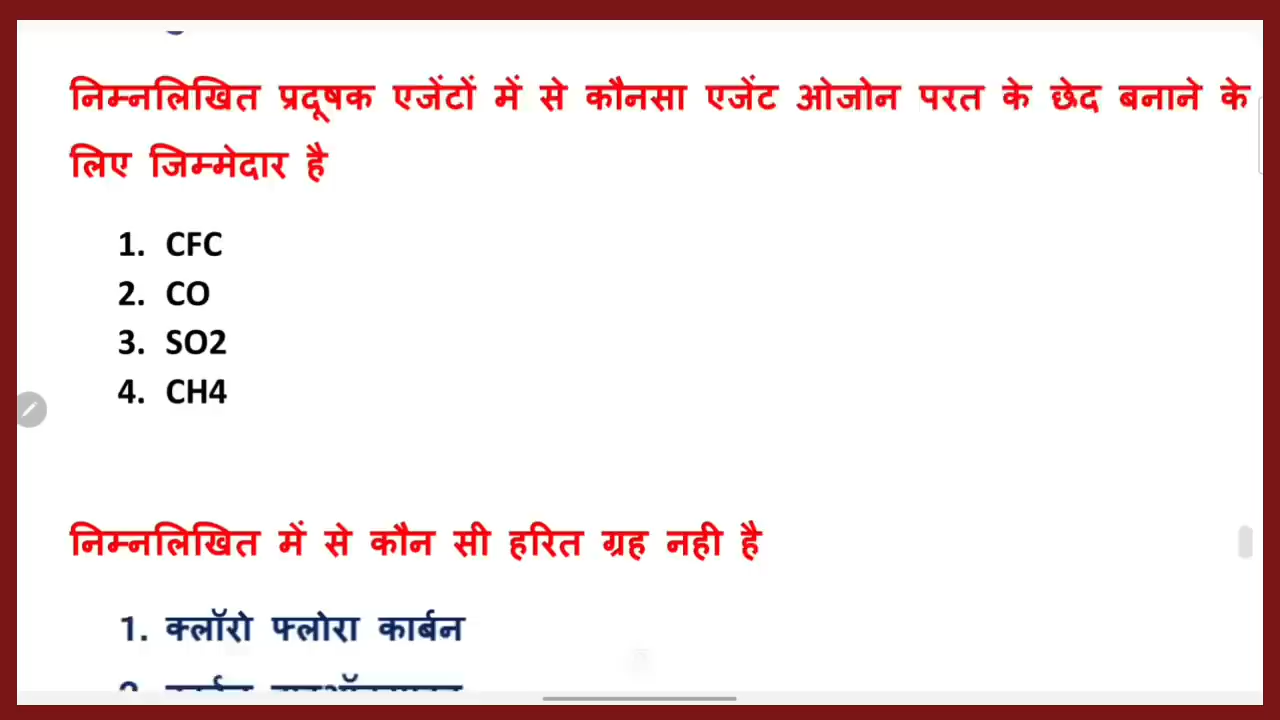 निम्नलिखित प्रदूषक एजेंटों में से कौनसा एजेंट ओजोन परत के छेद बनाने के
लिए जिम्मेदार है
1. CFC
2. CO
3. SO2
4. CH4
निम्नलिखित में से कौन सी हरित ग्रह नही है
1. क्लॉरो फ्लोरा कार्बन